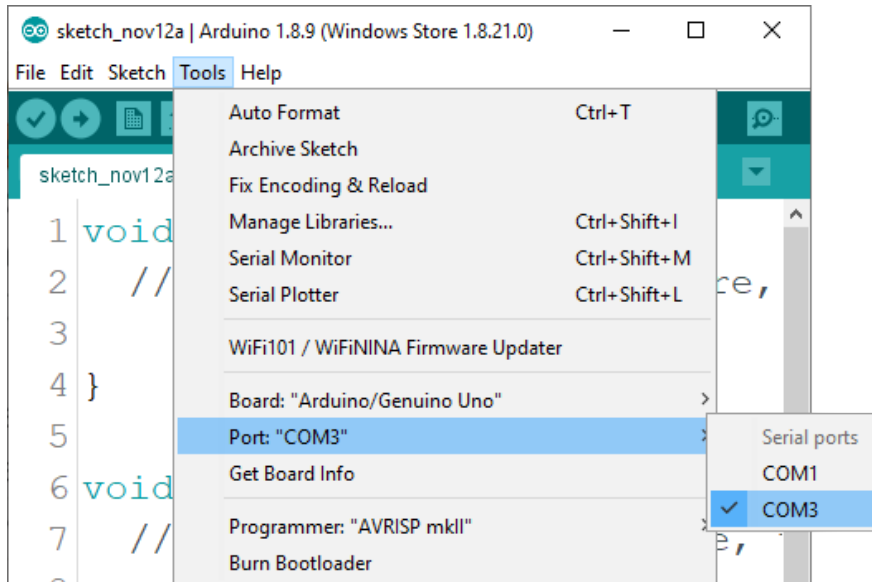 sketch_nov12a | Arduino 1.8.9 (Windows Store 1.8.21.0)
File Edit Sketch Tools Help
Auto Format Ctrl+T
Archive Sketch
sketch_nov12a
Fix Encoding & Reload
Manage Libraries... Ctrl+Shift+I
1 void
Serial Monitor Ctrl+Shift+M
2 // re,
Serial Plotter Ctrl+Shift+L
3
WiFi101 / WiFiNINA Firmware Updater
4 }
Board: "Arduino/Genuino Uno"
5
Port: "COM3"
Serial ports
Get Board Info
COM1
6 void
COM3
Programmer: "AVRISP mkII"
7 // e,
Burn Bootloader